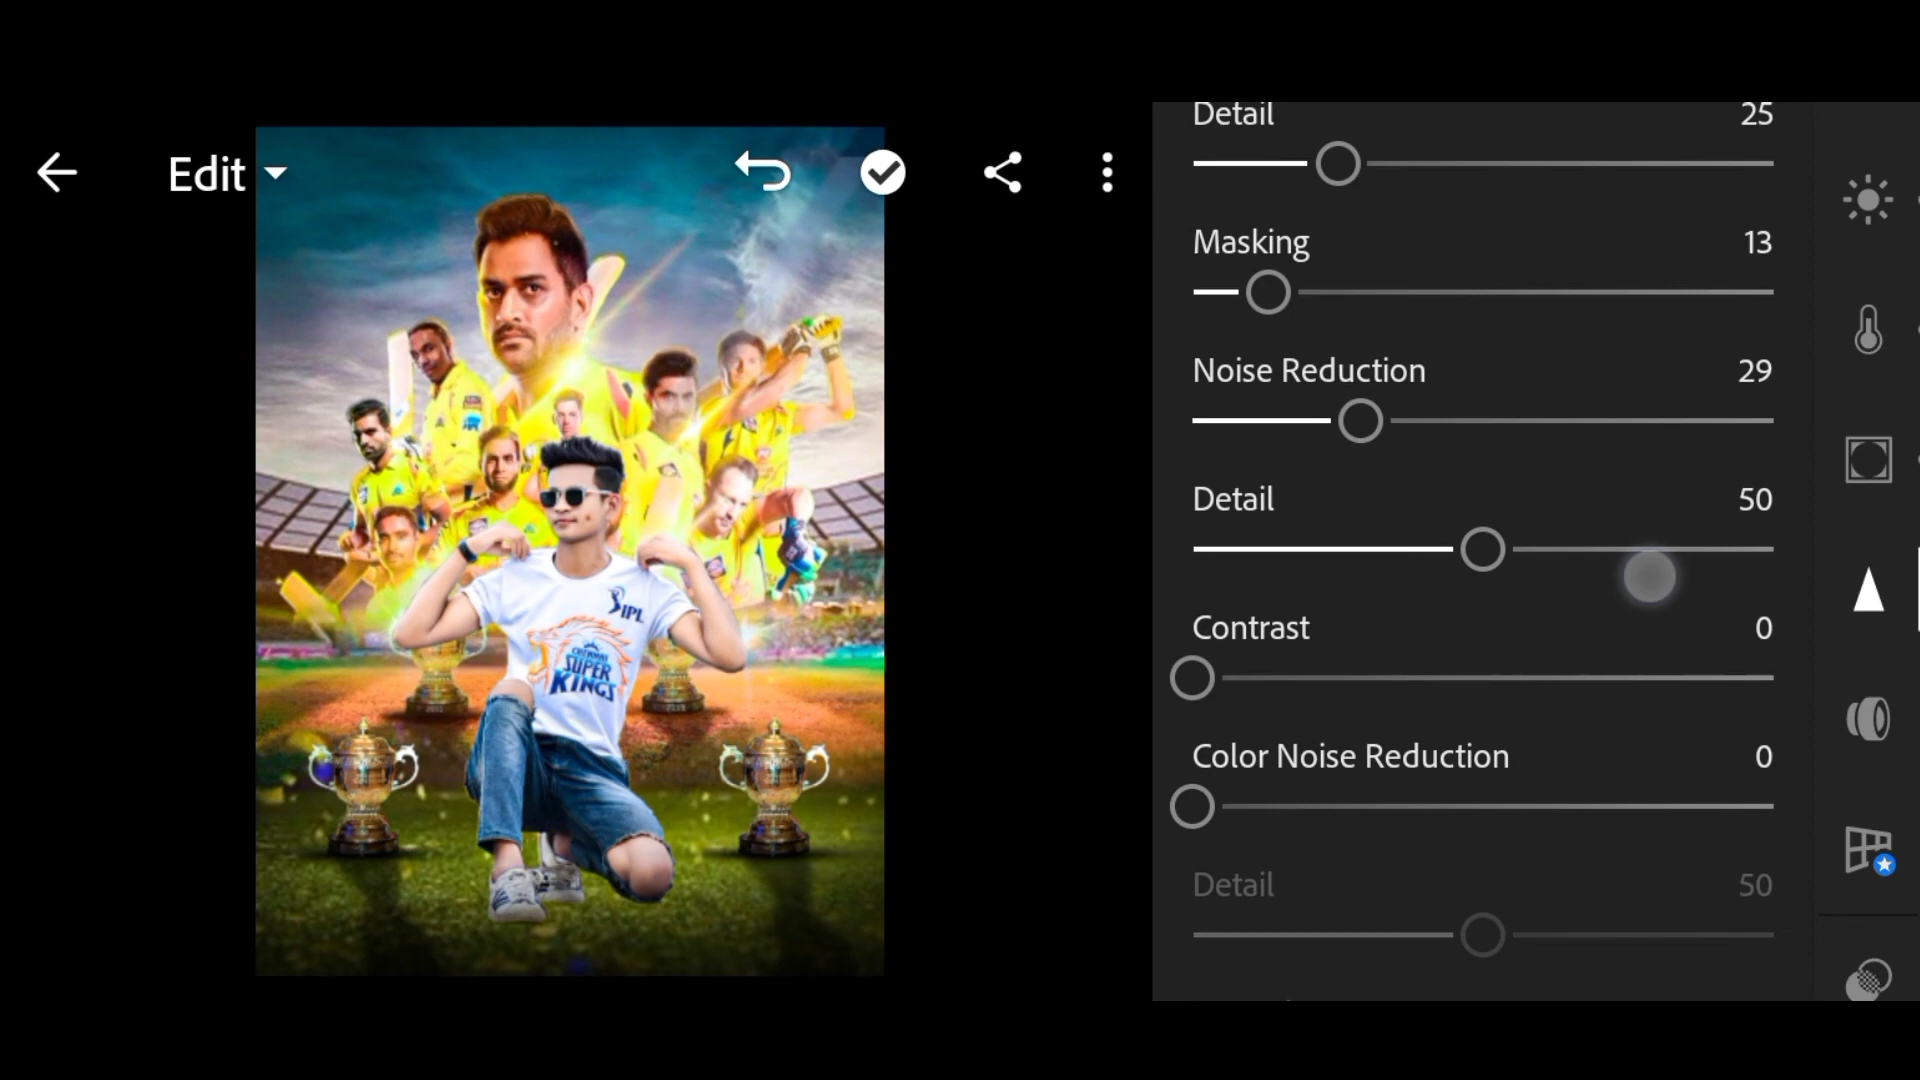 Edit
Detail 25
Masking 13
Noise Reduction 29
Detail 50
Contrast 0
Color Noise Reduction 0
Detail 50
IPL
CHENNAI
SUPER
KINGS